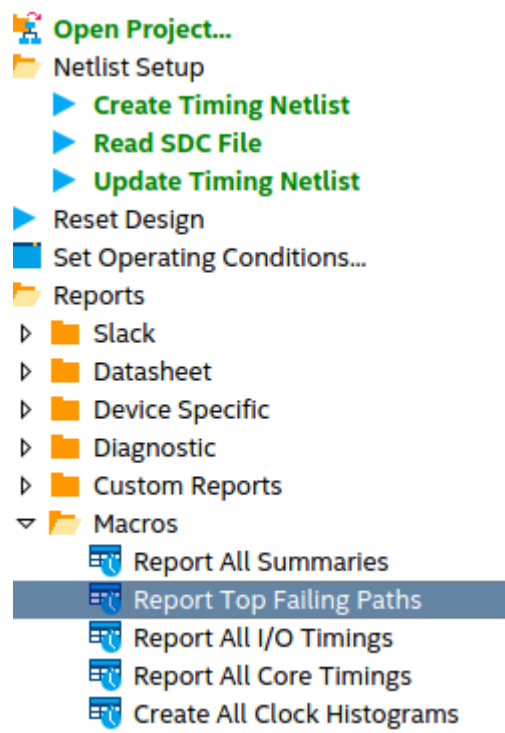 Open Project...
Netlist Setup
Create Timing Netlist
Read SDC File
Update Timing Netlist
Reset Design
Set Operating Conditions...
Reports
Slack
Datasheet
Device Specific
Diagnostic
Custom Reports
Macros
Report All Summaries
Report Top Failing Paths
Report All I/O Timings
Report All Core Timings
Create All Clock Histograms